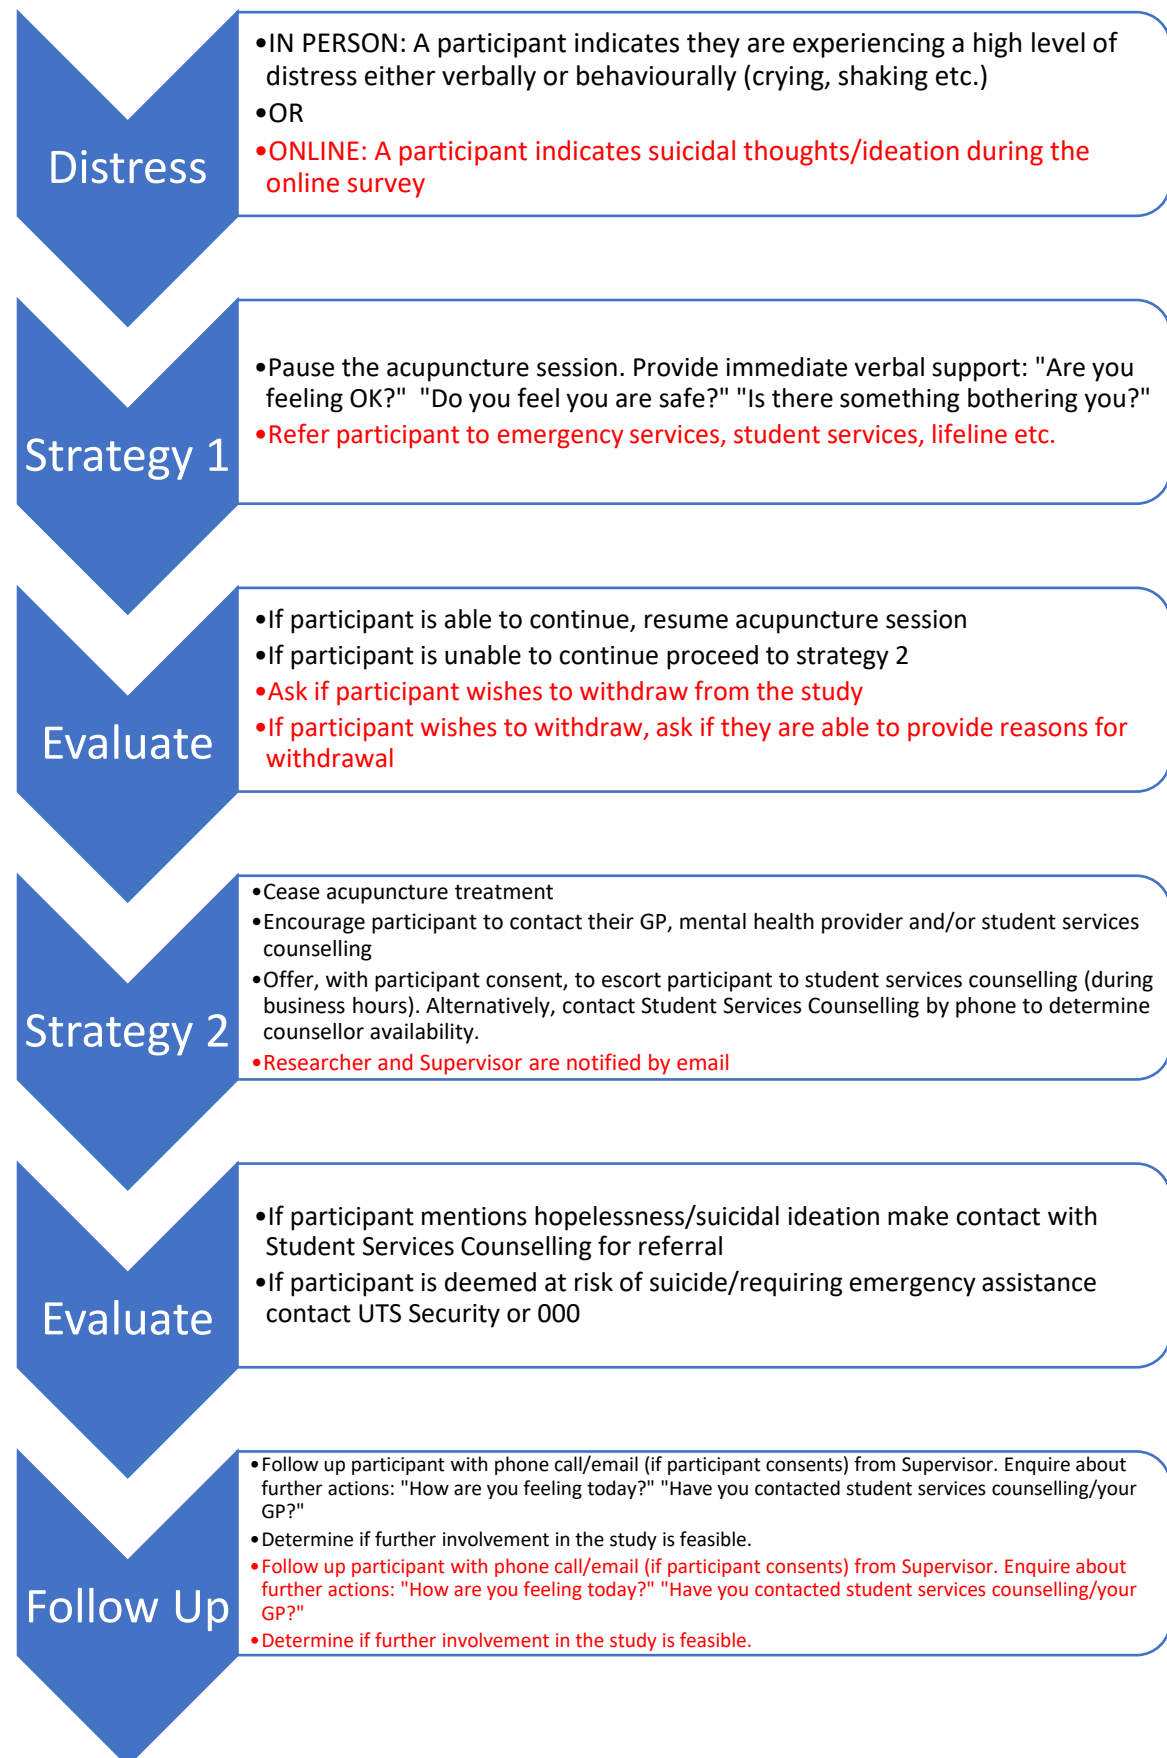 Distress
•IN PERSON: A participant indicates they are experiencing a high level of
distress either verbally or behaviourally (crying, shaking etc.)
•OR
•ONLINE: A participant indicates suicidal thoughts/ideation during the
online survey
Strategy 1
•Pause the acupuncture session. Provide immediate verbal support: "Are you
feeling OK?"  "Do you feel you are safe?" "Is there something bothering you?"
•Refer participant to emergency services, student services, lifeline etc.
Evaluate
•If participant is able to continue, resume acupuncture session
•If participant is unable to continue proceed to strategy 2
•Ask if participant wishes to withdraw from the study
•If participant wishes to withdraw, ask if they are able to provide reasons for
withdrawal
Strategy 2
•Cease acupuncture treatment
•Encourage participant to contact their GP, mental health provider and/or student services
counselling
•Offer, with participant consent, to escort participant to student services counselling (during
business hours). Alternatively, contact Student Services Counselling by phone to determine
counsellor availability.
•Researcher and Supervisor are notified by email
Evaluate
•If participant mentions hopelessness/suicidal ideation make contact with
Student Services Counselling for referral
•If participant is deemed at risk of suicide/requiring emergency assistance
contact UTS Security or 000
Follow Up
•Follow up participant with phone call/email (if participant consents) from Supervisor. Enquire about
further actions: "How are you feeling today?" "Have you contacted student services counselling/your
GP?"
•Determine if further involvement in the study is feasible.
•Follow up participant with phone call/email (if participant consents) from Supervisor. Enquire about
further actions: "How are you feeling today?" "Have you contacted student services counselling/your
GP?"
•Determine if further involvement in the study is feasible.